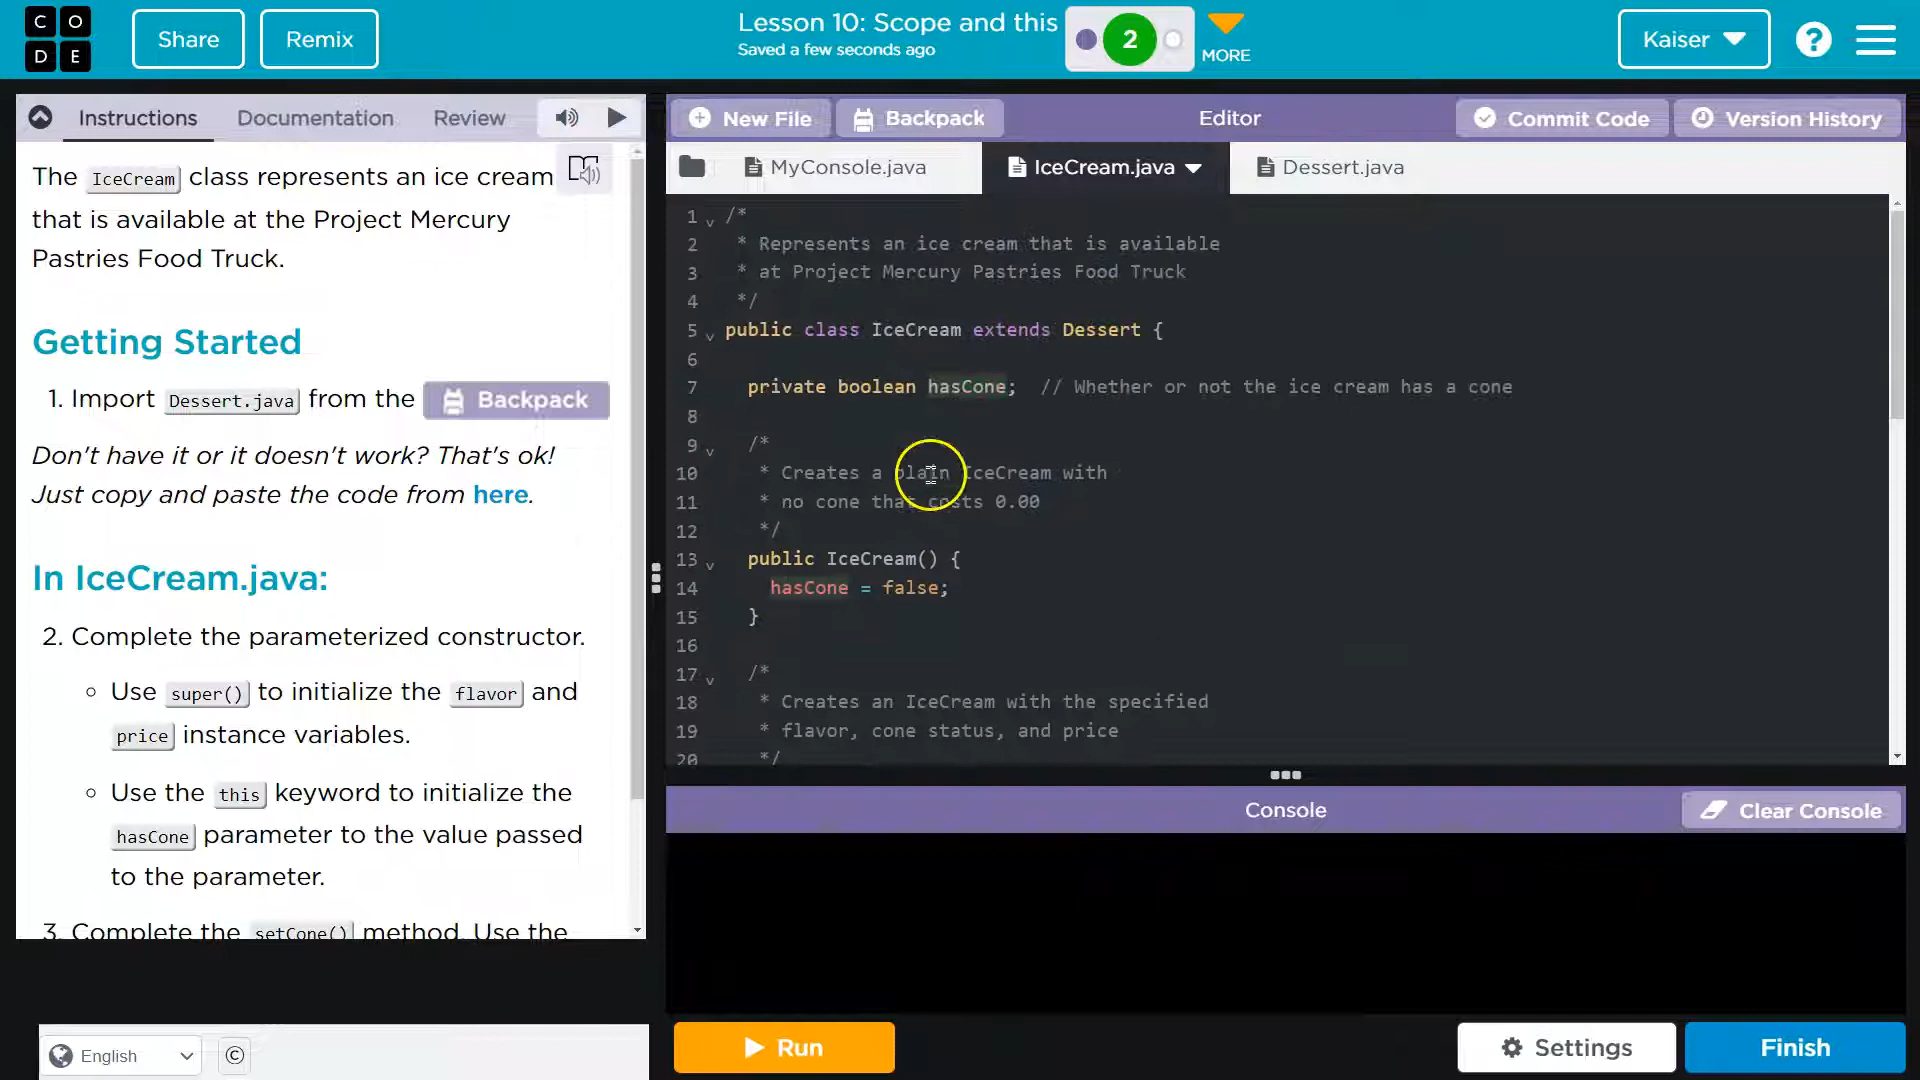 C O
D E
Share
Remix
Lesson 10: Scope and this
Saved a few seconds ago
2
MORE
Kaiser
?
Instructions
Documentation
Review
The IceCream class represents an ice cream
that is available at the Project Mercury
Pastries Food Truck.
Getting Started
1. Import Dessert.java from the Backpack
Don't have it or it doesn't work? That's ok!
Just copy and paste the code from here.
In IceCream.java:
2. Complete the parameterized constructor.
Use super() to initialize the flavor and
price instance variables.
Use the this keyword to initialize the
hasCone parameter to the value passed
to the parameter.
3. Complete the setCone() method. Use the
English
©
New File
Backpack
Editor
Commit Code
Version History
MyConsole.java
IceCream.java
Dessert.java
1 /*
2 * Represents an ice cream that is available
3 * at Project Mercury Pastries Food Truck
4 */
5 public class IceCream extends Dessert {
6
7 private boolean hasCone; // Whether or not the ice cream has a cone
8
9 /*
10 * Creates a plain IceCream with
11 * no cone that costs 0.00
12 */
13 public IceCream() {
14 hasCone = false;
15 }
16
17 /*
18 * Creates an IceCream with the specified
19 * flavor, cone status, and price
20 */
Console
Clear Console
Run
Settings
Finish